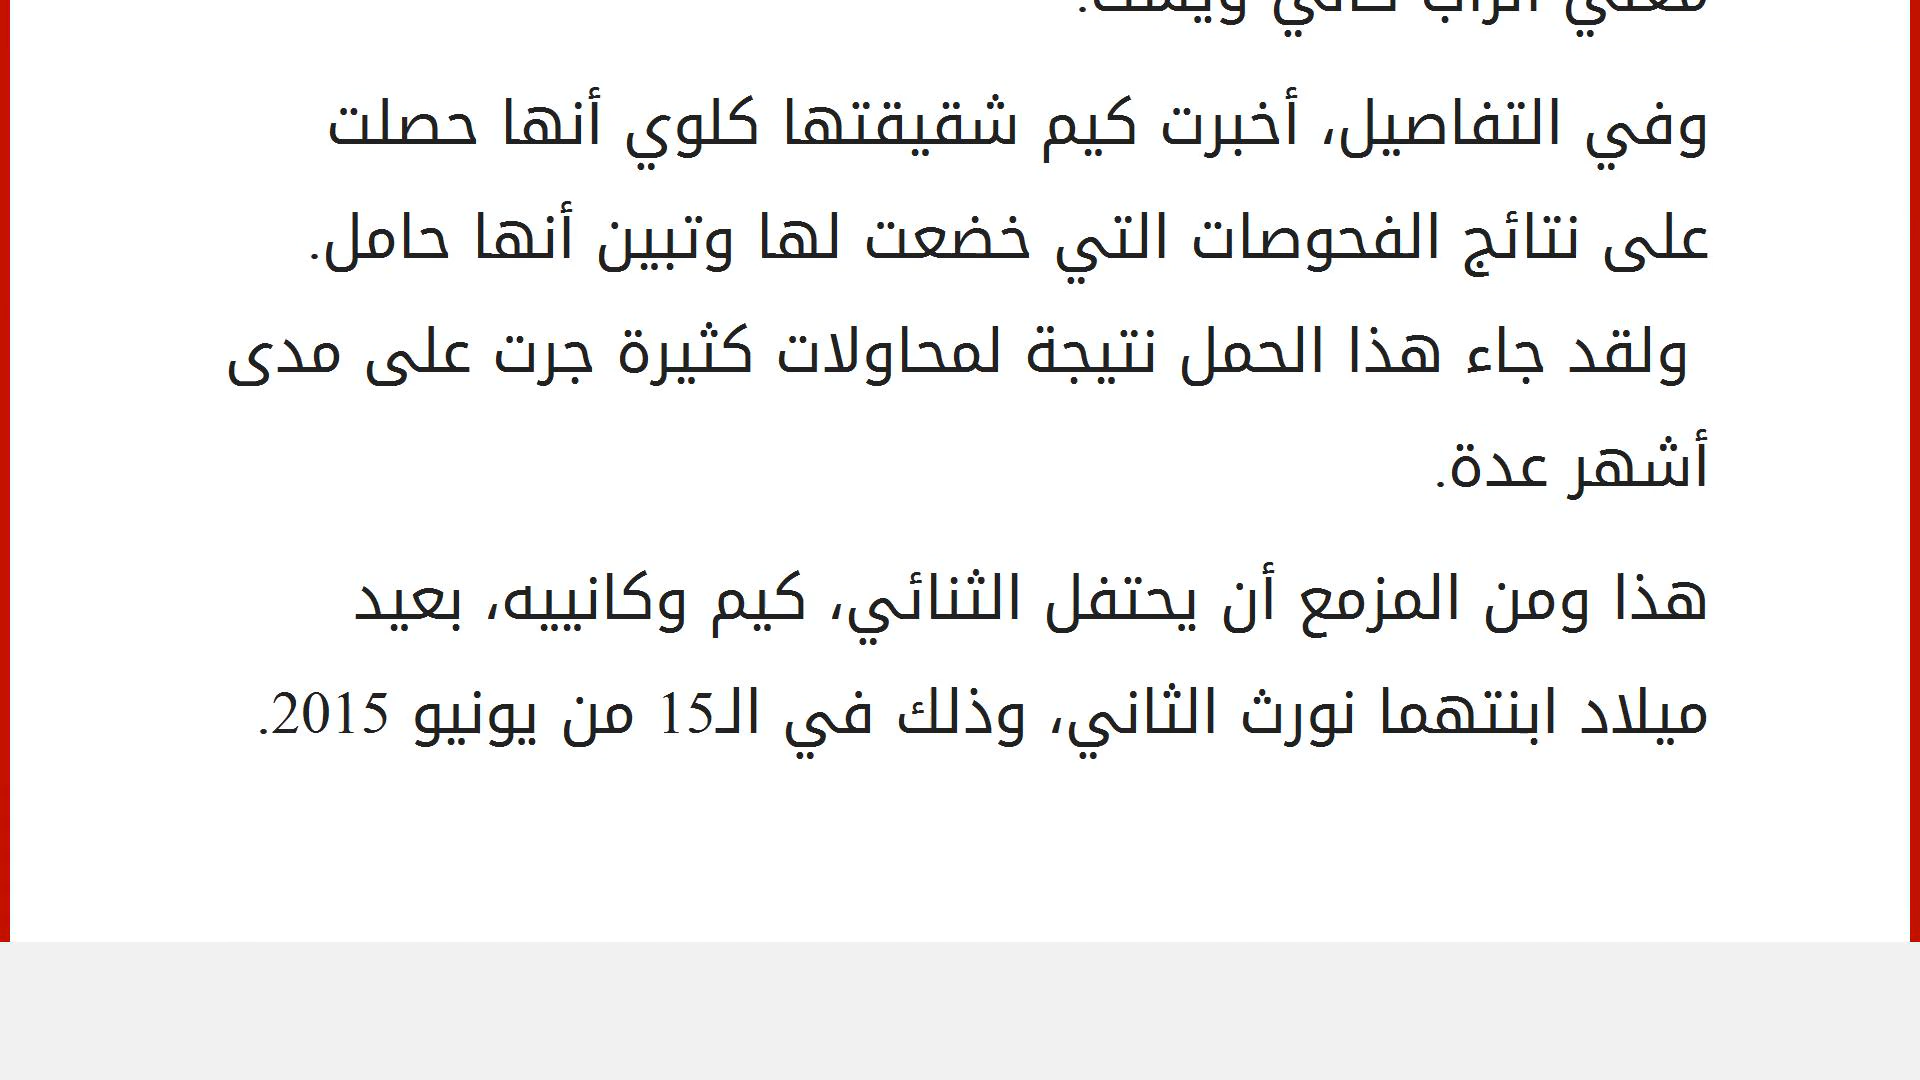 وفي التفاصيل، أخبرت كيم شقيقتها كلوي أنها حصلت
على نتائج الفحوصات التي خضعت لها وتبين أنها حامل.
ولقد جاء هذا الحمل نتيجة لمحاولات كثيرة جرت على مدى
أشهر عدة.
هذا ومن المزمع أن يحتفل الثنائي، كيم وكانييه، بعيد
ميلاد ابنتهما نورث الثاني، وذلك في الـ15 من يونيو 2015.